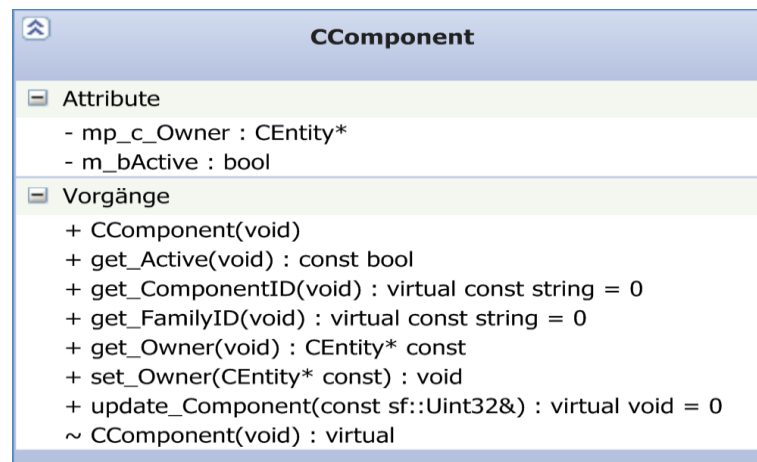 CComponent
Attribute
- mp_c_Owner : CEntity*
- m_bActive : bool
Vorgänge
+ CComponent(void)
+ get_Active(void) : const bool
+ get_ComponentID(void) : virtual const string = 0
+ get_FamilyID(void) : virtual const string = 0
+ get_Owner(void) : CEntity* const
+ set_Owner(CEntity* const) : void
+ update_Component(const sf::Uint32&) : virtual void = 0
~ CComponent(void) : virtual